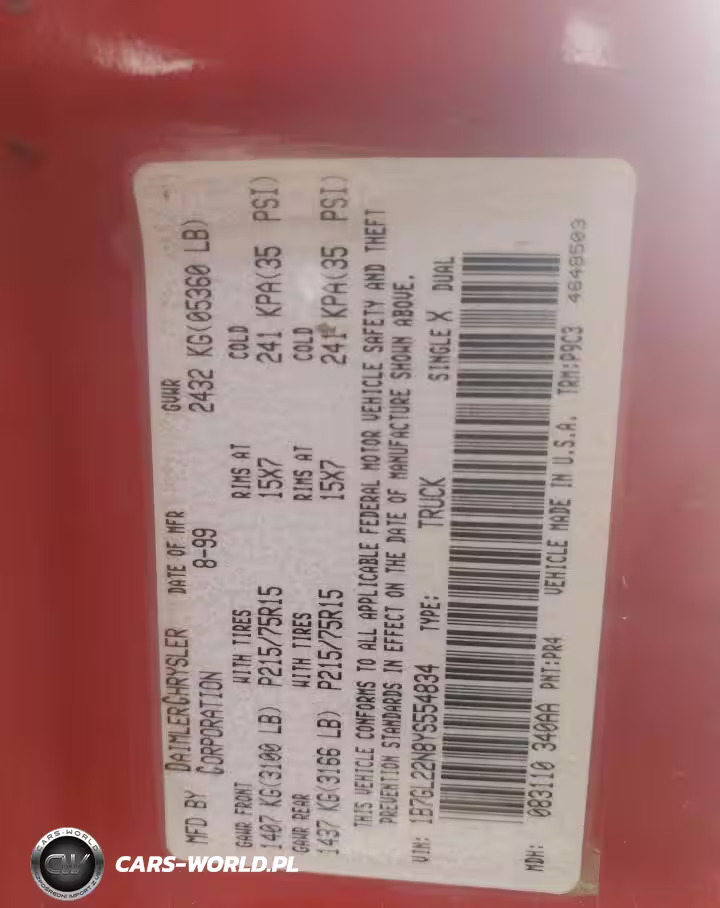 MFD BY DAIMLERCHRYSLER CORPORATION
DATE OF MFR 8-99
GVWR 2432 KG(05360 LB)
GAWR FRONT WITH TIRES RIMS AT COLD
1407 KG(3100 LB) P215/75R15 15X7 241 KPA(35 PSI)
GAWR REAR WITH TIRES RIMS AT COLD
1437 KG(3166 LB) P215/75R15 15X7 241 KPA(35 PSI)
THIS VEHICLE CONFORMS TO ALL APPLICABLE FEDERAL MOTOR VEHICLE SAFETY AND THEFT
PREVENTION STANDARDS IN EFFECT ON THE DATE OF MANUFACTURE SHOWN ABOVE.
VIN: 1B7GL22N8YS554834 TYPE: TRUCK SINGLE X DUAL
MDH: 083110 340AA PNT:PR4 VEHICLE MADE IN U.S.A. TRM:P9C3
4648503
CARS-WORLD
CW
CARS-WORLD.PL